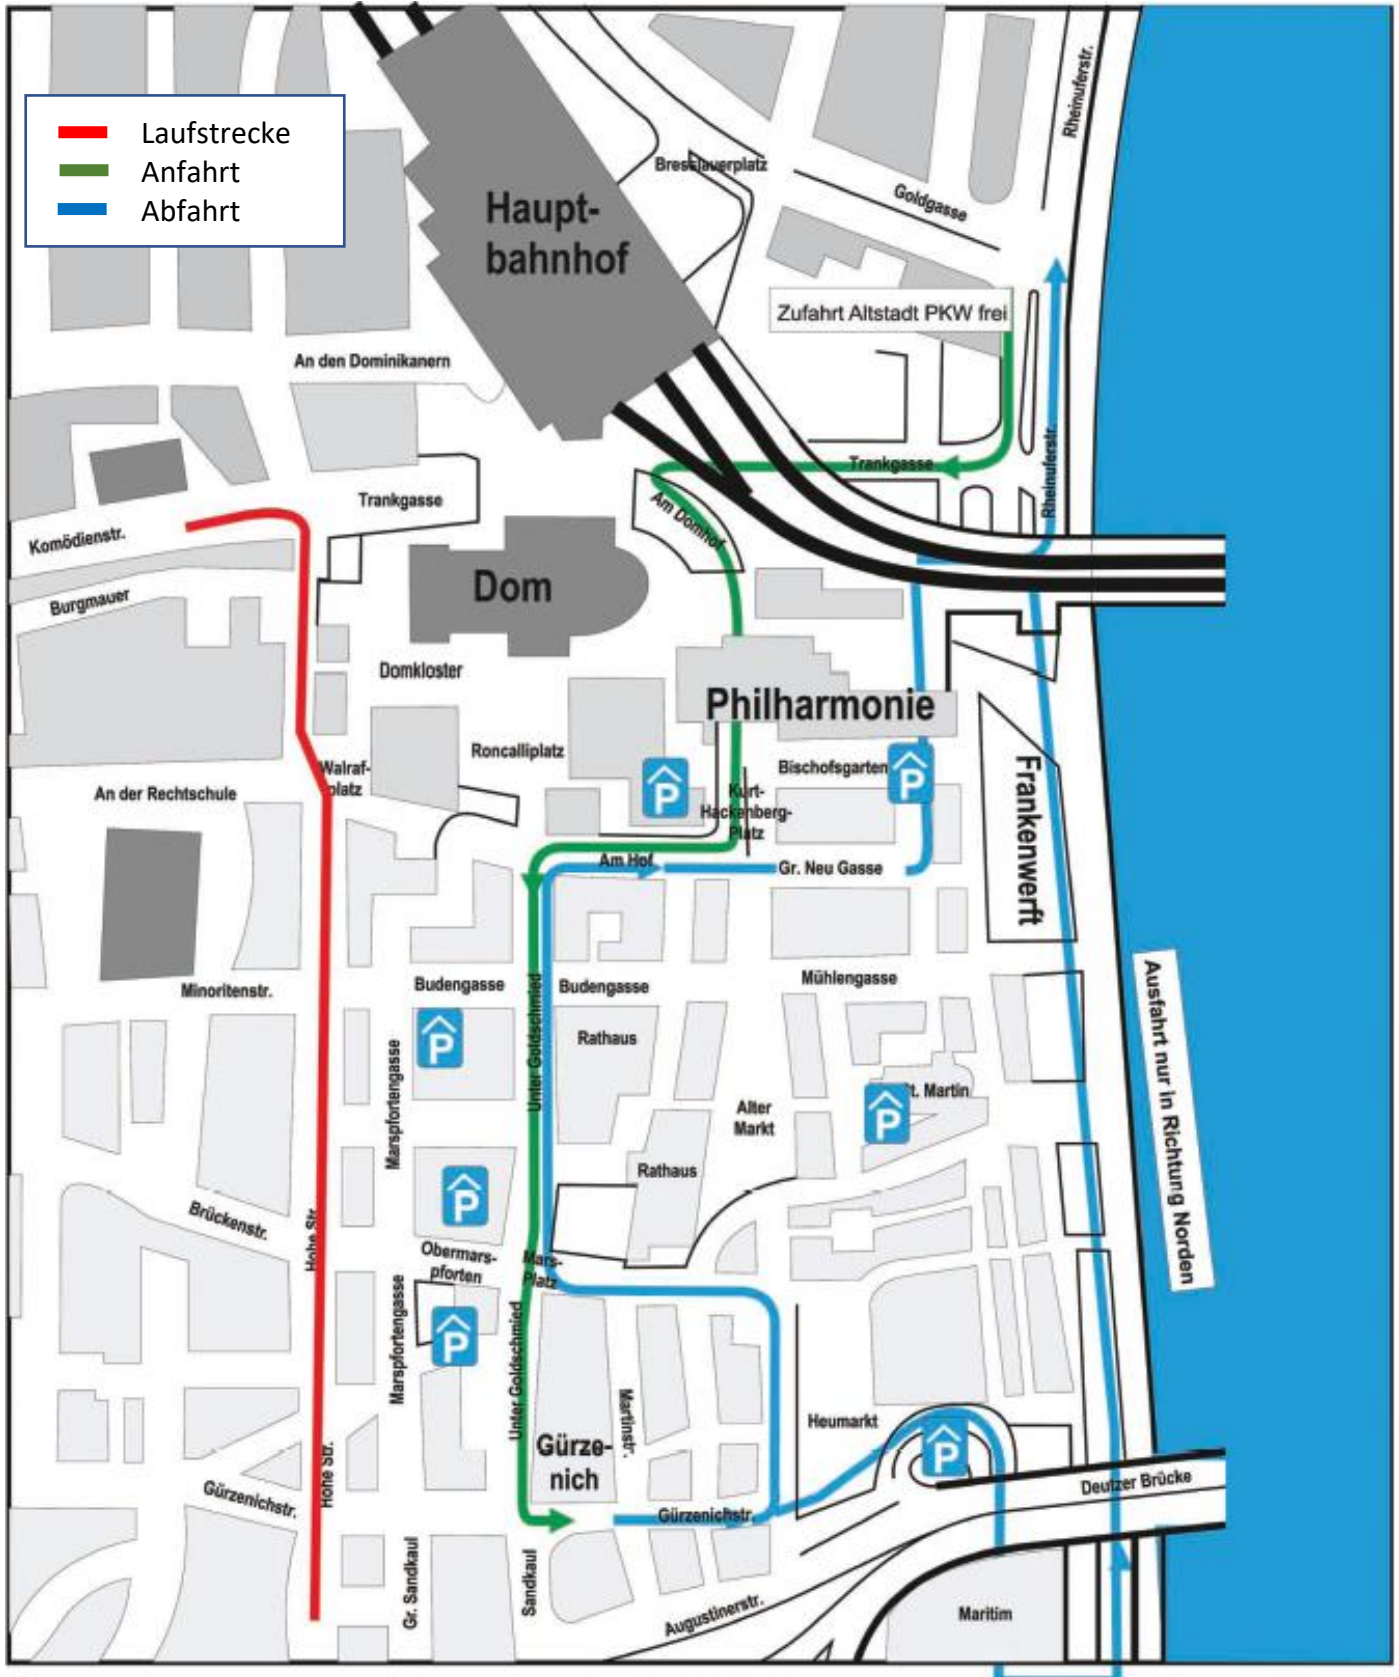 Laufstrecke
Anfahrt
Abfahrt
Rheinuferstr.
Breslauerplatz
Goldgasse
Haupt-
bahnhof
Zufahrt Altstadt PKW frei
An den Dominikanern
Trankgasse
Rheinuferstr.
Trankgasse
Am Domhof
Komödienstr.
Burgmauer
Dom
Domkloster
Philharmonie
Roncalliplatz
Walraf-
platz
P
Bischofsgarten
P
Frankenwerft
An der Rechtschule
Kurt-
Hackenberg-
Platz
Am Hof
Gr. Neu Gasse
Minoritenstr.
Budengasse
Budengasse
Mühlengasse
Ausfahrt nur in Richtung Norden
P
Marspfortengasse
Unter Goldschmied
Rathaus
Alter
Markt
P
t. Martin
Rathaus
P
Brückenstr.
Hohe Str.
Obermars-
pforten
Mars-
Platz
Marspfortengasse
P
Unter Goldschmied
Martinstr.
Gürze-
nich
Heumarkt
P
Deutzer Brücke
Gürzenichstr.
Hohe Str.
Gürzenichstr.
Gr. Sandkaul
Sandkaul
Augustinerstr.
Maritim